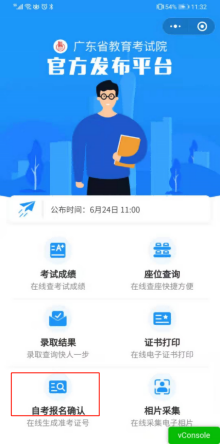 54% 11:32
广东省教育考试院
官方发布平台
公布时间：6月24日 11:00
考试成绩 座位查询
在线查考试成绩 在线查座快捷方便
录取结果 证书打印
录取查询快人一步 在线电子证书打印
自考报名确认 相片采集
在线生成准考证号 在线采集电子相片
vConsole